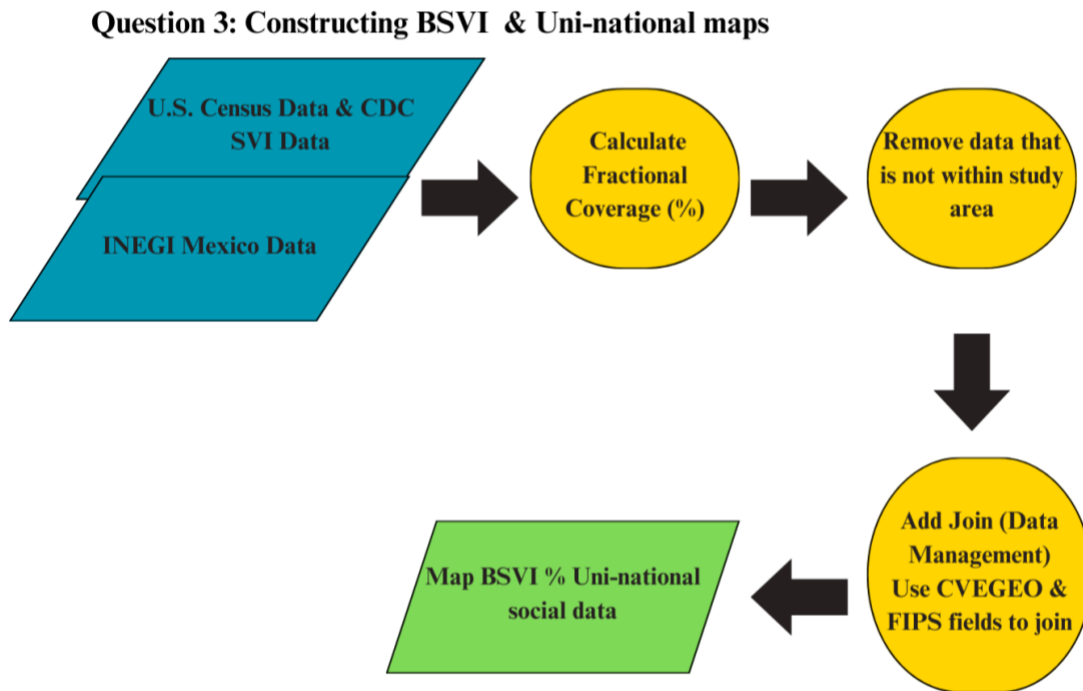 Question 3: Constructing BSVI & Uni-national maps
U.S. Census Data & CDC
SVI Data
INEGI Mexico Data
Calculate
Fractional
Coverage (%)
Remove data that
is not within study
area
Add Join (Data
Management)
Use CVEGEO &
FIPS fields to join
Map BSVI % Uni-national
social data